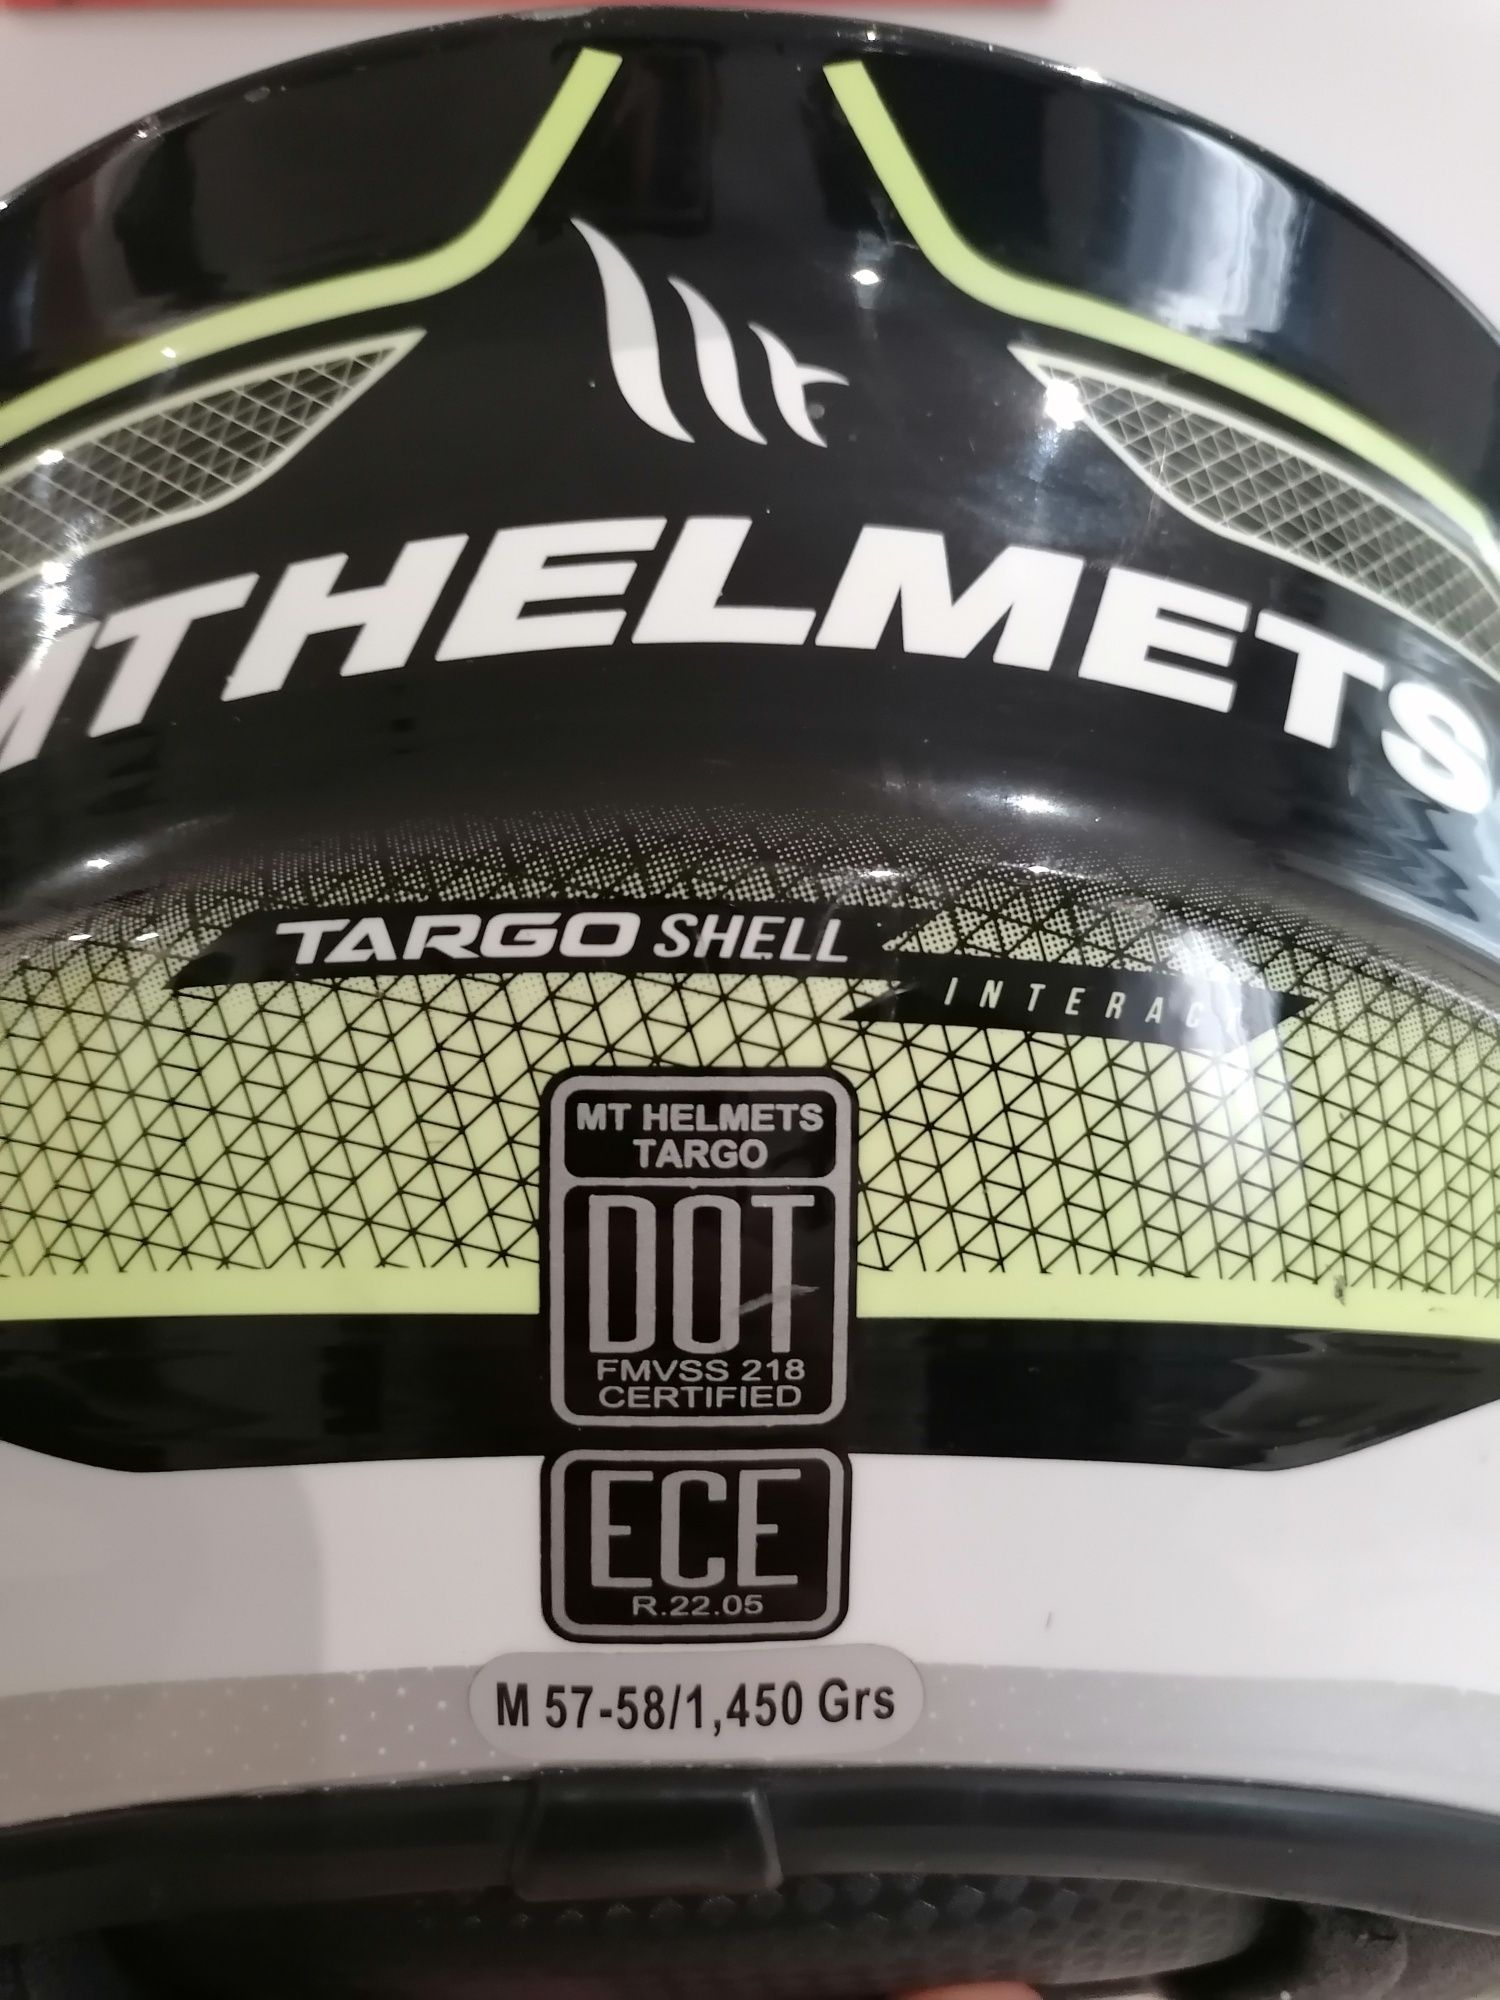 MTHELMETS
TARGO SHELL
INTERAC
MT HELMETS
TARGO
DOT
FMVSS 218
CERTIFIED
ECE
R.22.05
M 57-58/1,450 Grs